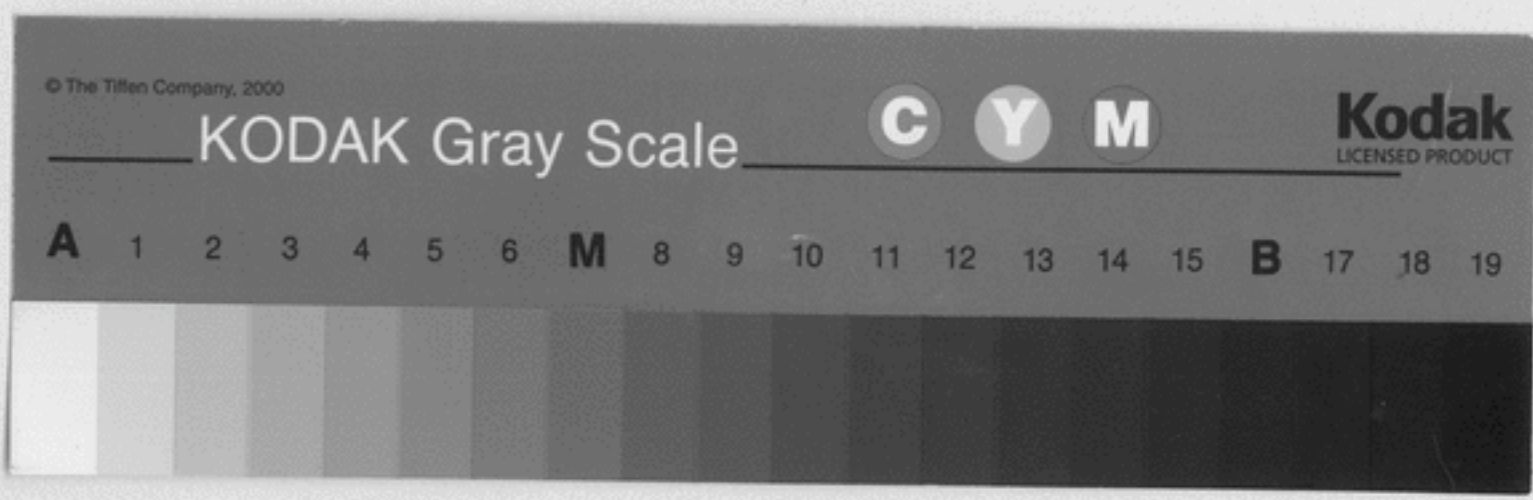 © The Tiffen Company, 2000
KODAK Gray Scale
C Y M
Kodak
LICENSED PRODUCT
A 1 2 3 4 5 6 M 8 9 10 11 12 13 14 15 B 17 18 19